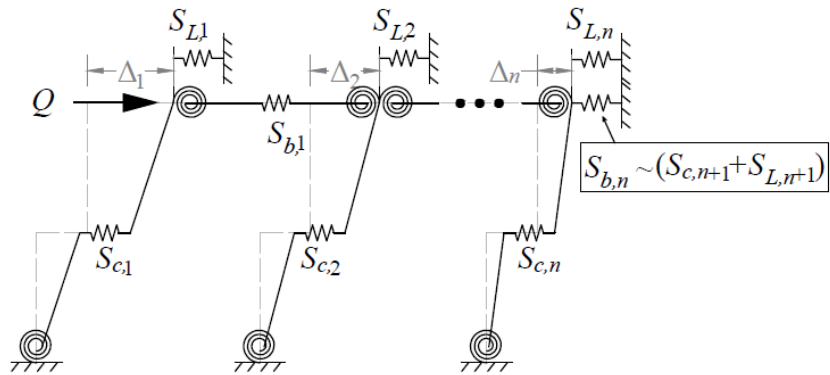 S_{L,1} S_{L,2} S_{L,n}
Δ_1 Δ_2 Δ_n
Q
S_{b,1}
S_{b,n} ~ (S_{c,n+1}+S_{L,n+1})
S_{c,1} S_{c,2} S_{c,n}